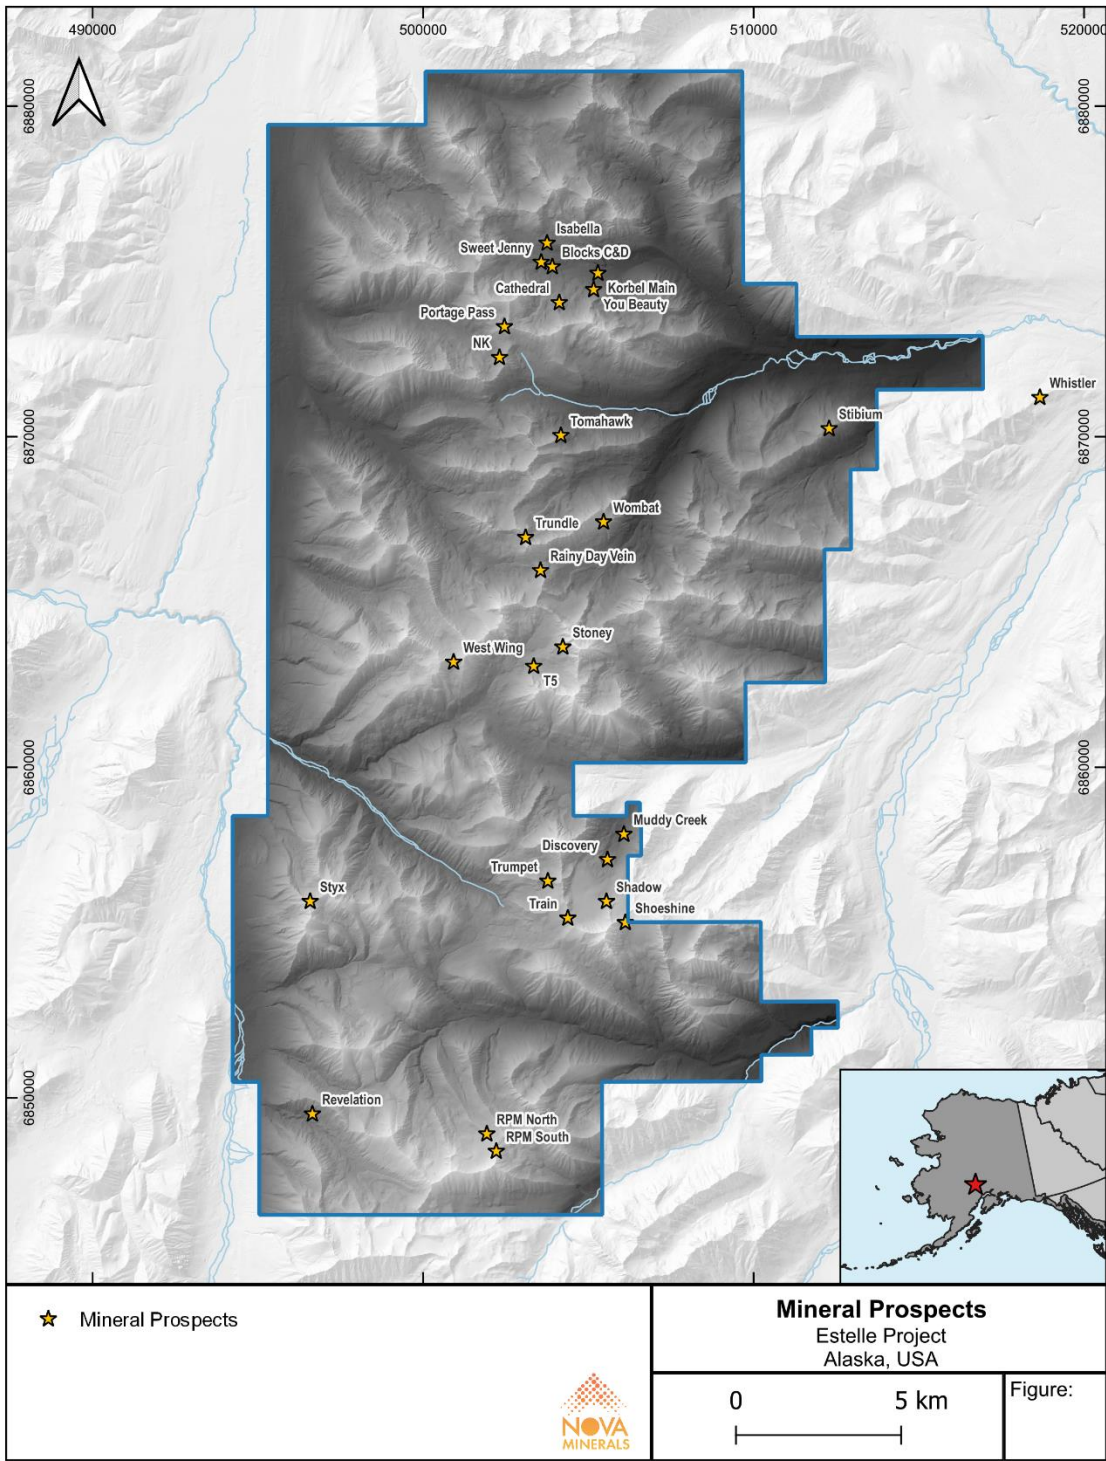 490000
500000
510000
520000
6880000
6880000
Isabella
Sweet Jenny
Blocks C&D
Cathedral
Korbel Main
You Beauty
Portage Pass
NK
Whistler
Stibium
Tomahawk
6870000
6870000
Wombat
Trundle
Rainy Day Vein
Stoney
West Wing
T5
6860000
6860000
Muddy Creek
Discovery
Trumpet
Styx
Shadow
Train
Shoeshine
6850000
6850000
Revelation
RPM North
RPM South
Mineral Prospects
NOVA
MINERALS
Mineral Prospects
Estelle Project
Alaska, USA
0 5 km
Figure: